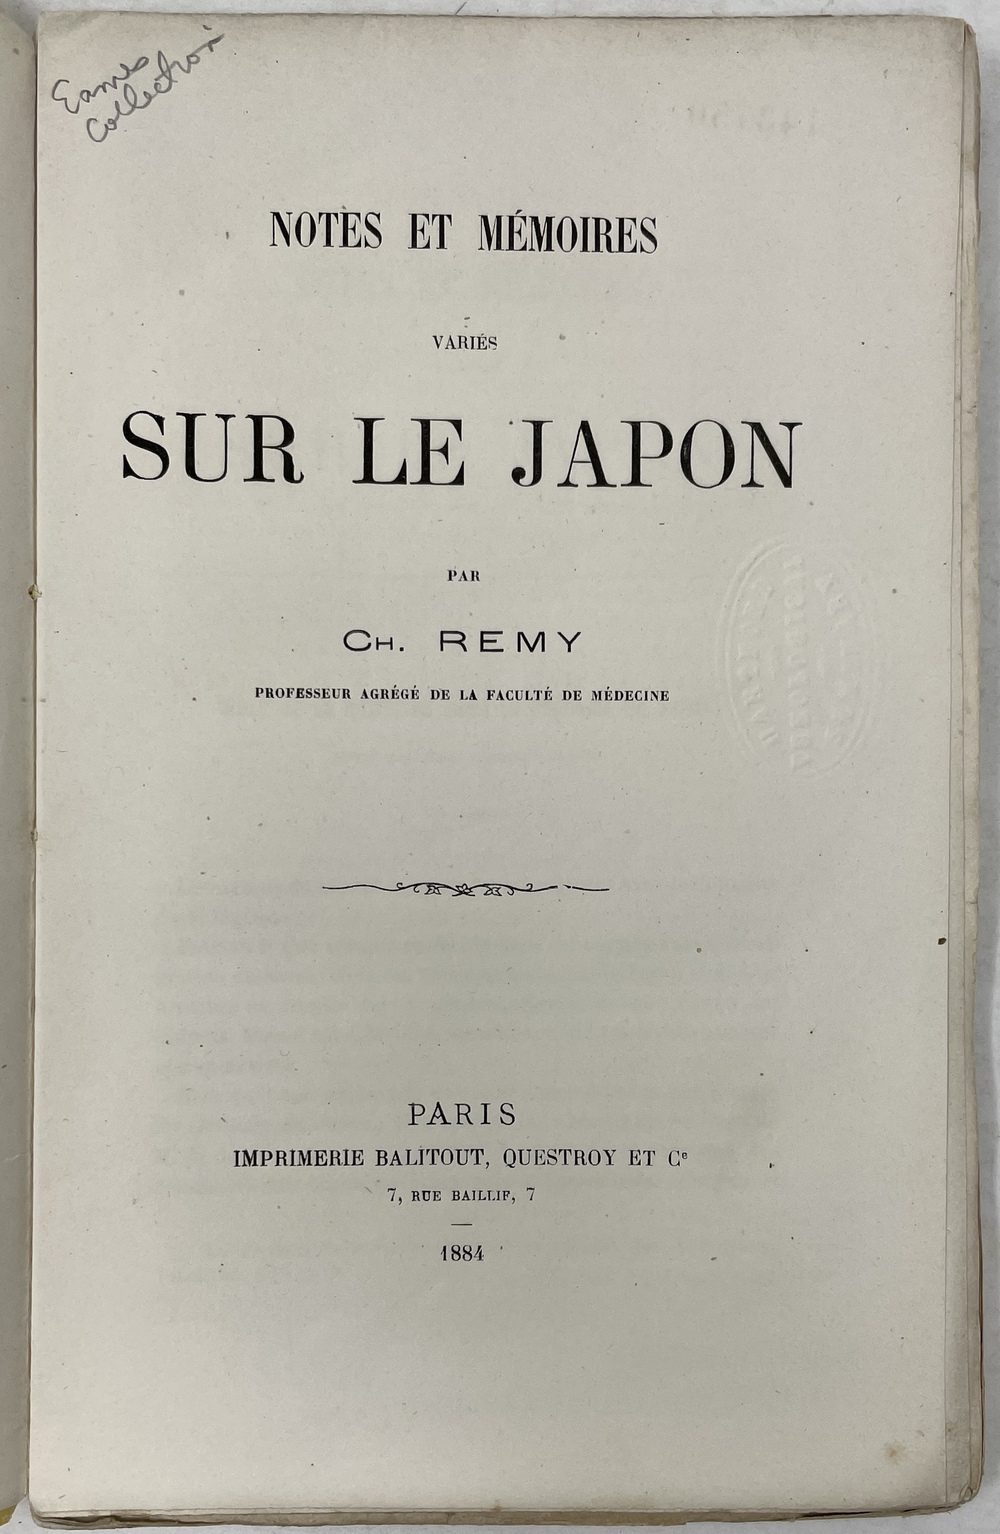 Eames
Collection
NOTES ET MÉMOIRES
VARIÉS
SUR LE JAPON
PAR
CH. REMY
PROFESSEUR AGRÉGÉ DE LA FACULTÉ DE MÉDECINE
PARIS
IMPRIMERIE BALITOUT, QUESTROY ET Cᵉ
7, RUE BAILLIF, 7
1884